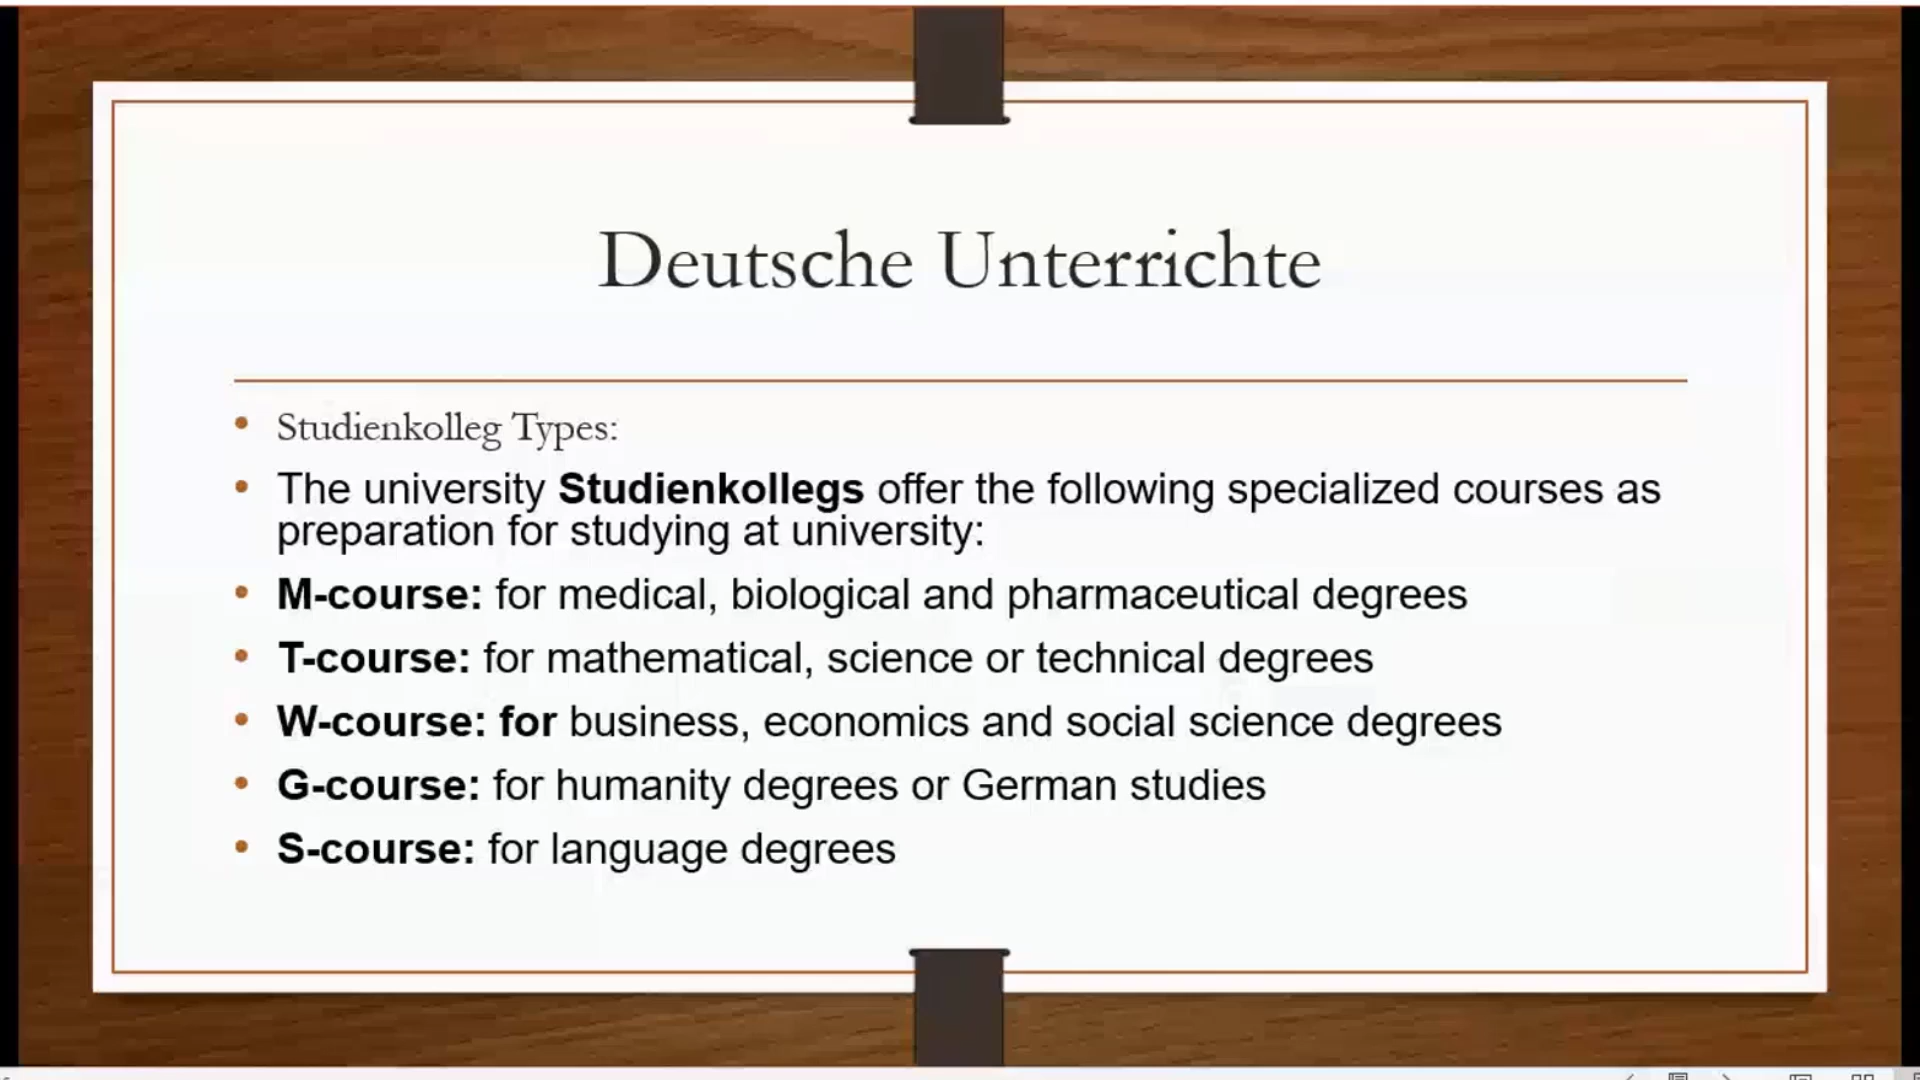 Deutsche Unterrichte
Studienkolleg Types:
The university Studienkollegs offer the following specialized courses as
preparation for studying at university:
M-course: for medical, biological and pharmaceutical degrees
T-course: for mathematical, science or technical degrees
W-course: for business, economics and social science degrees
G-course: for humanity degrees or German studies
S-course: for language degrees